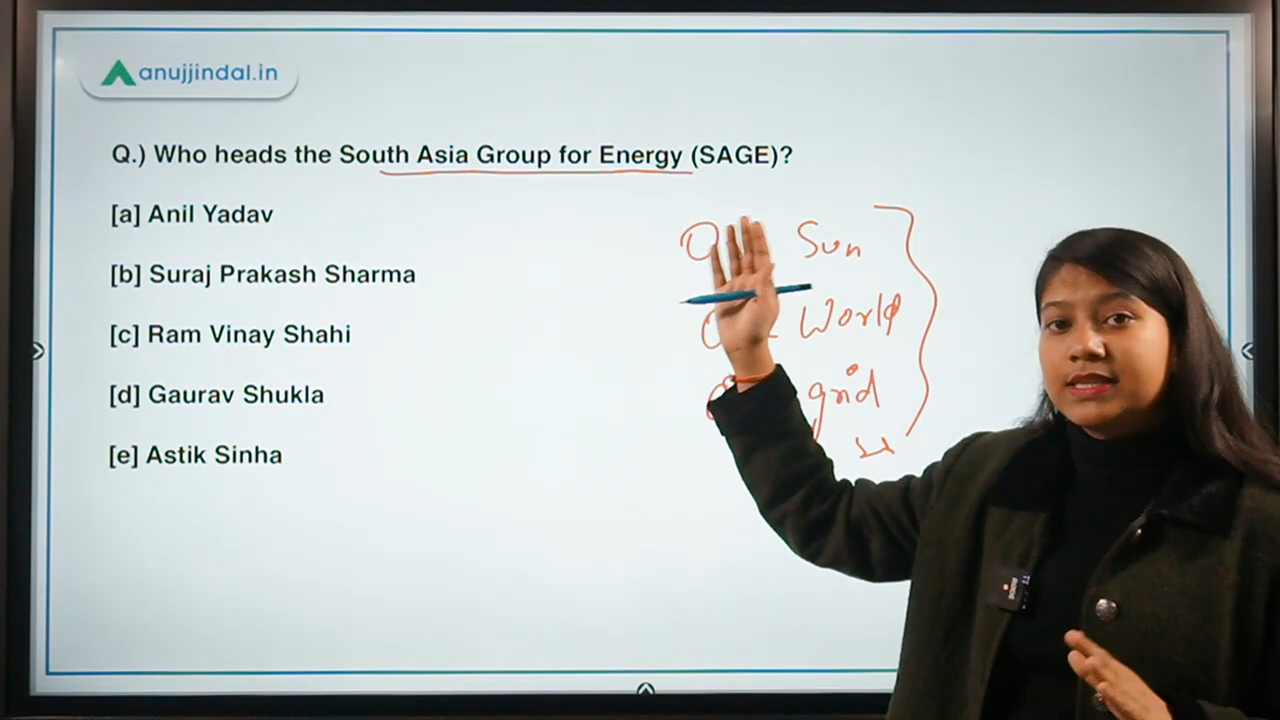 anujjindal.in
Q.) Who heads the South Asia Group for Energy (SAGE)?
[a] Anil Yadav
[b] Suraj Prakash Sharma
[c] Ram Vinay Shahi
[d] Gaurav Shukla
[e] Astik Sinha
Sun
World
grid